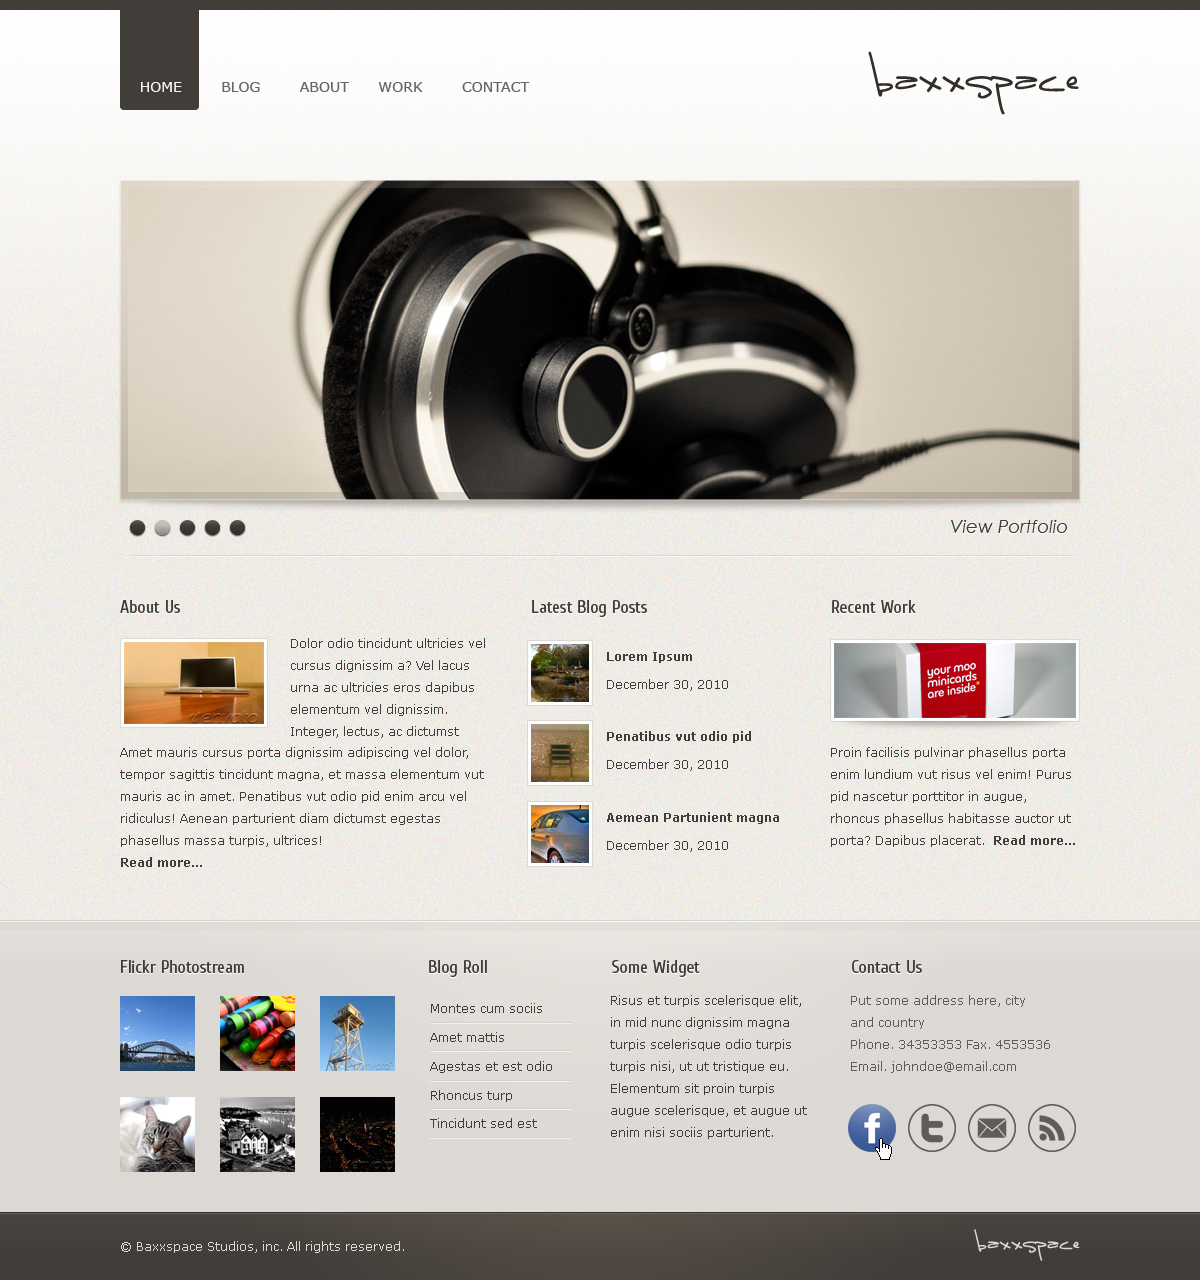 HOME BLOG ABOUT WORK CONTACT
baxxspace
View Portfolio
About Us
Dolor odio tincidunt ultricies vel
cursus dignissim a? Vel lacus
urna ac ultricies eros dapibus
elementum vel dignissim.
Integer, lectus, ac dictumst
Amet mauris cursus porta dignissim adipiscing vel dolor,
tempor sagittis tincidunt magna, et massa elementum vut
mauris ac in amet. Penatibus vut odio pid enim arcu vel
ridiculus! Aenean parturient diam dictumst egestas
phasellus massa turpis, ultrices!
Read more...
Latest Blog Posts
Lorem Ipsum
December 30, 2010
Penatibus vut odio pid
December 30, 2010
Aemean Partunient magna
December 30, 2010
Recent Work
your moo
minicards
are inside*
Proin facilisis pulvinar phasellus porta
enim lundium vut risus vel enim! Purus
pid nascetur porttitor in augue,
rhoncus phasellus habitasse auctor ut
porta? Dapibus placerat. Read more...
Flickr Photostream
Blog Roll
Montes cum sociis
Amet mattis
Agestas et est odio
Rhoncus turp
Tincidunt sed est
Some Widget
Risus et turpis scelerisque elit,
in mid nunc dignissim magna
turpis scelerisque odio turpis
turpis nisi, ut ut tristique eu.
Elementum sit proin turpis
augue scelerisque, et augue ut
enim nisi sociis parturient.
Contact Us
Put some address here, city
and country
Phone. 34353353 Fax. 4553536
Email. johndoe@email.com
© Baxxspace Studios, inc. All rights reserved.
baxxspace